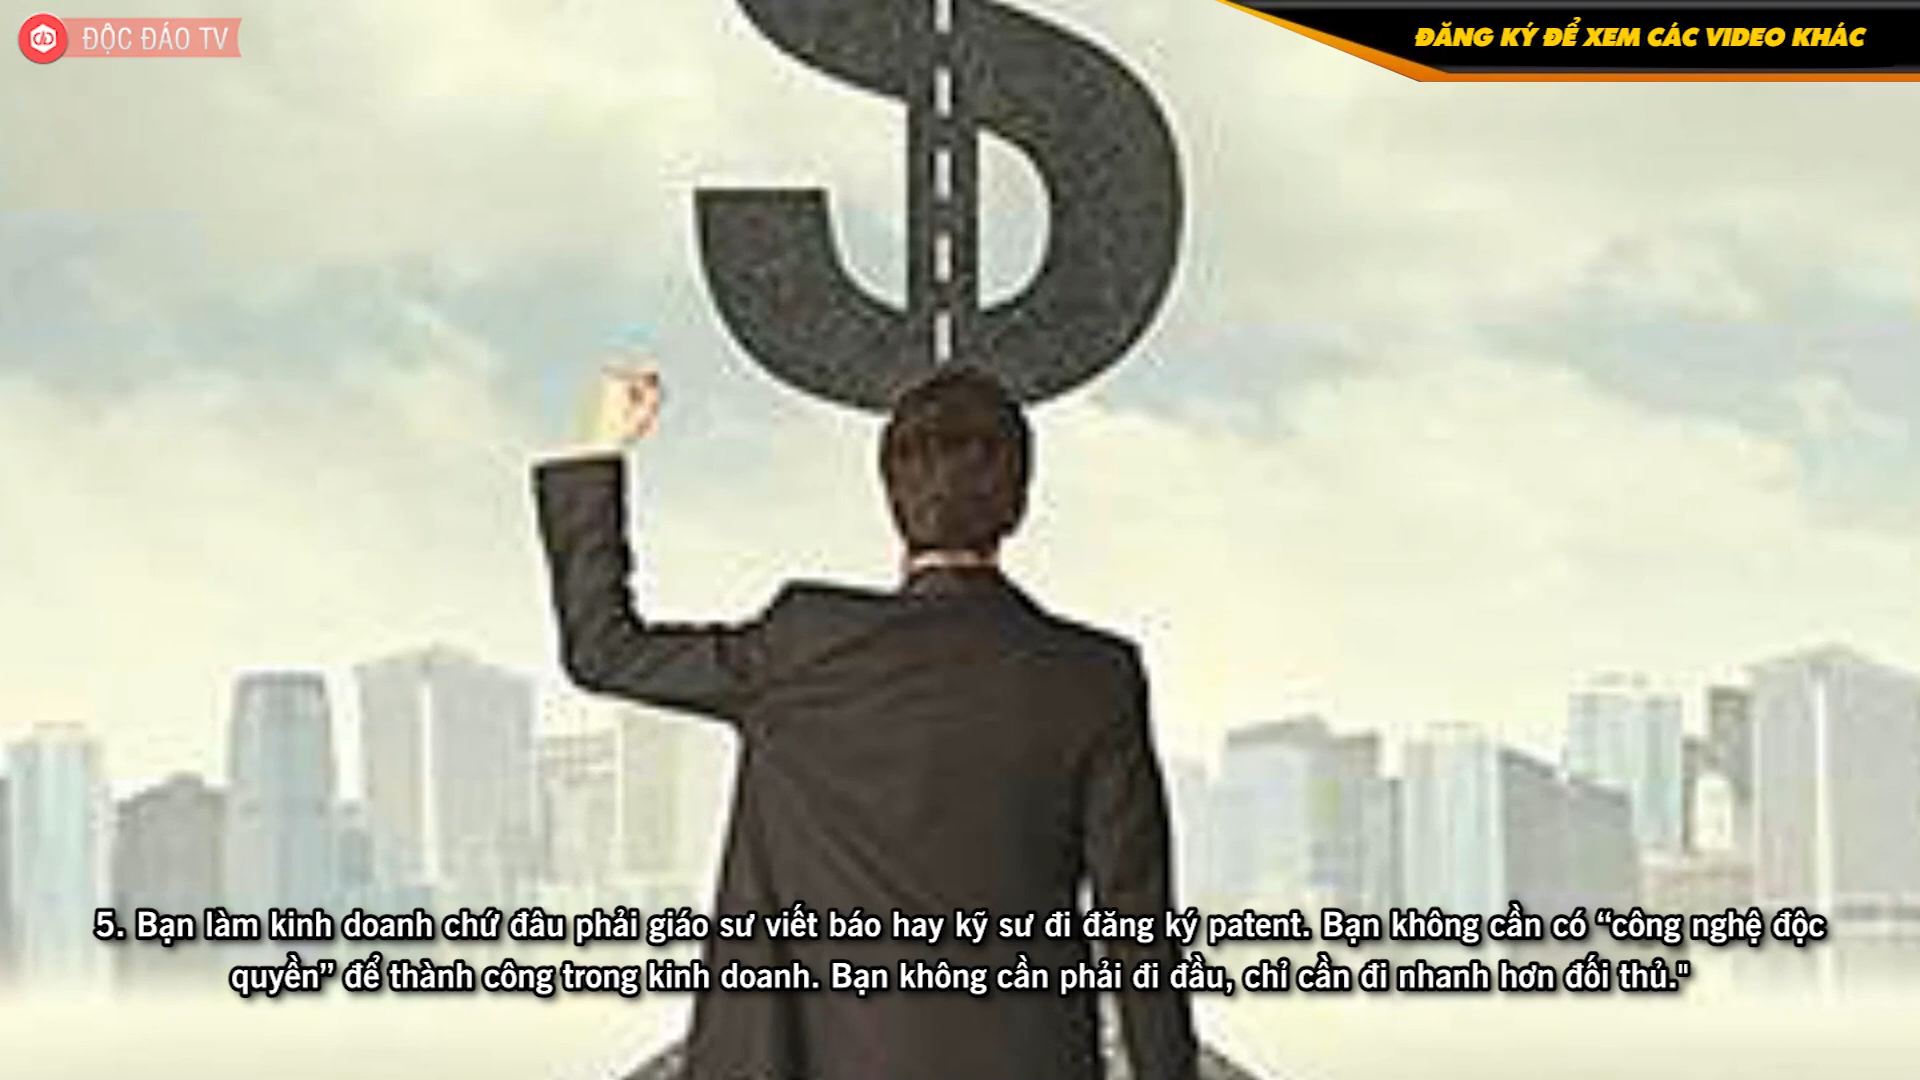 ĐỘC ĐÁO TV
ĐĂNG KÝ ĐỂ XEM CÁC VIDEO KHÁC
5. Bạn làm kinh doanh chứ đâu phải giáo sư viết báo hay kỹ sư đi đăng ký patent. Bạn không cần có “công nghệ độc
quyền” để thành công trong kinh doanh. Bạn không cần phải đi đầu, chỉ cần đi nhanh hơn đối thủ."